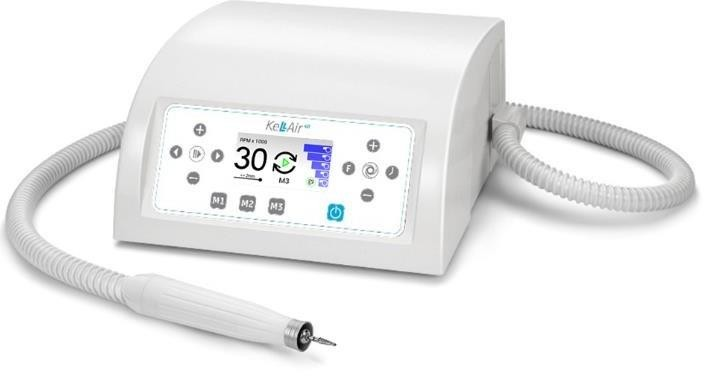 KeLLAir
RPM x 1000
30
M3
F
M1 M2 M3